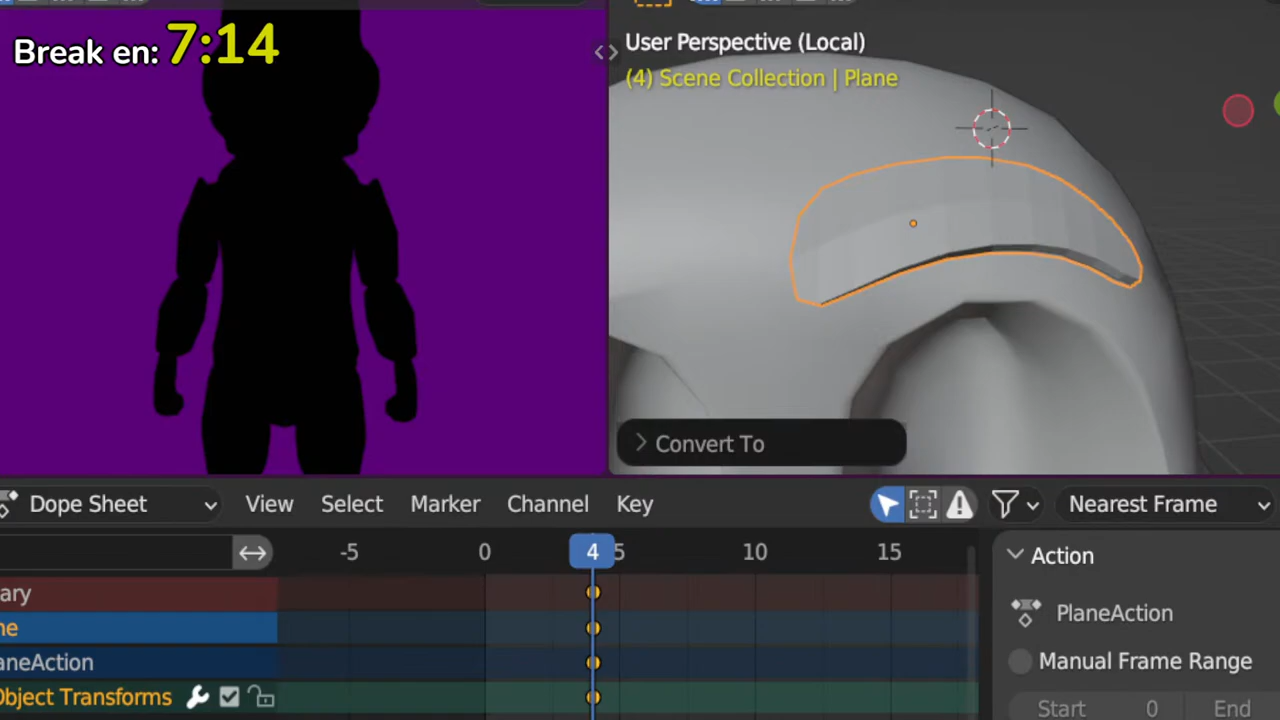 Break en: 7:14
User Perspective (Local)
(4) Scene Collection | Plane
Convert To
Dope Sheet View Select Marker Channel Key Nearest Frame
-5 0 4 5 10 15
Action
ary
ne
PlaneAction
aneAction
Manual Frame Range
Object Transforms
Start 0 End